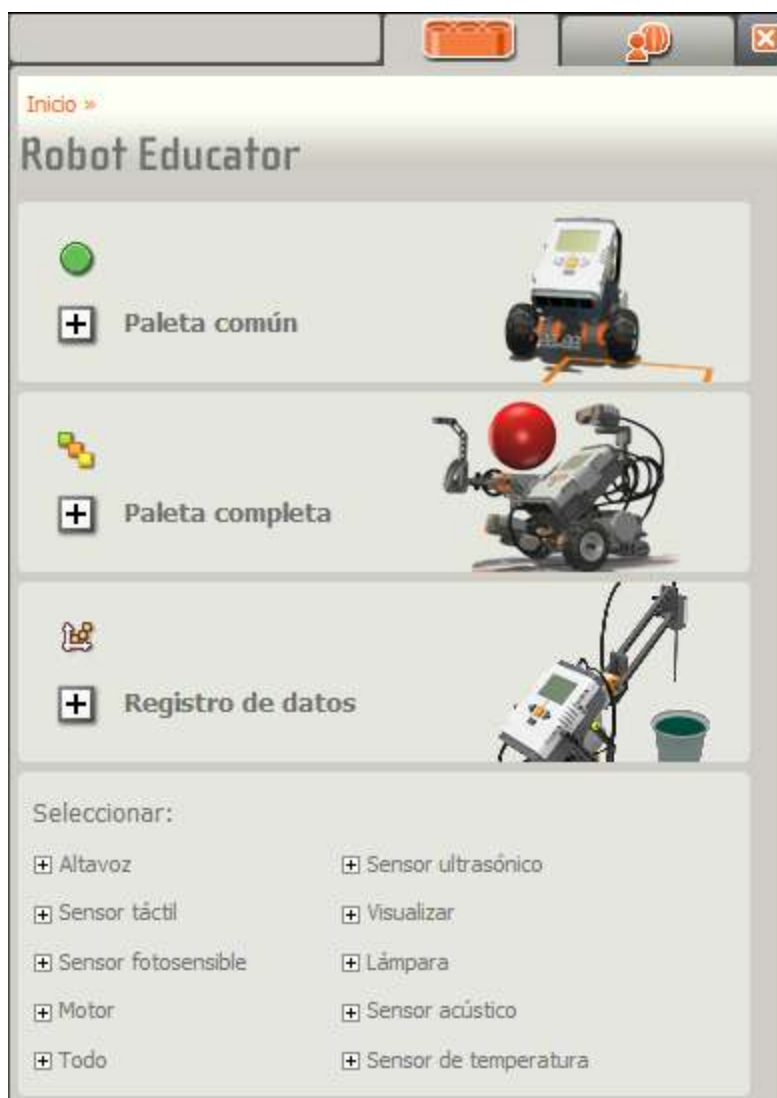 Inicio »
Robot Educator
Paleta común
Paleta completa
Registro de datos
Seleccionar:
Altavoz
Sensor táctil
Sensor fotosensible
Motor
Todo
Sensor ultrasónico
Visualizar
Lámpara
Sensor acústico
Sensor de temperatura